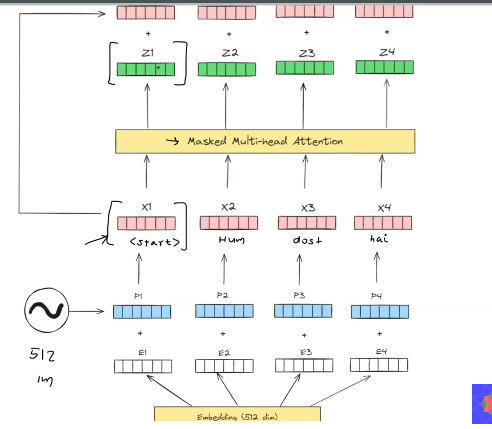 + + + +
Z1 Z2 Z3 Z4
→ Masked Multi-head Attention
X1 X2 X3 X4
<start> Hum dost hai
P1 P2 P3 P4
+ + + +
512
E1 E2 E3 E4
Embedding (512 dim)